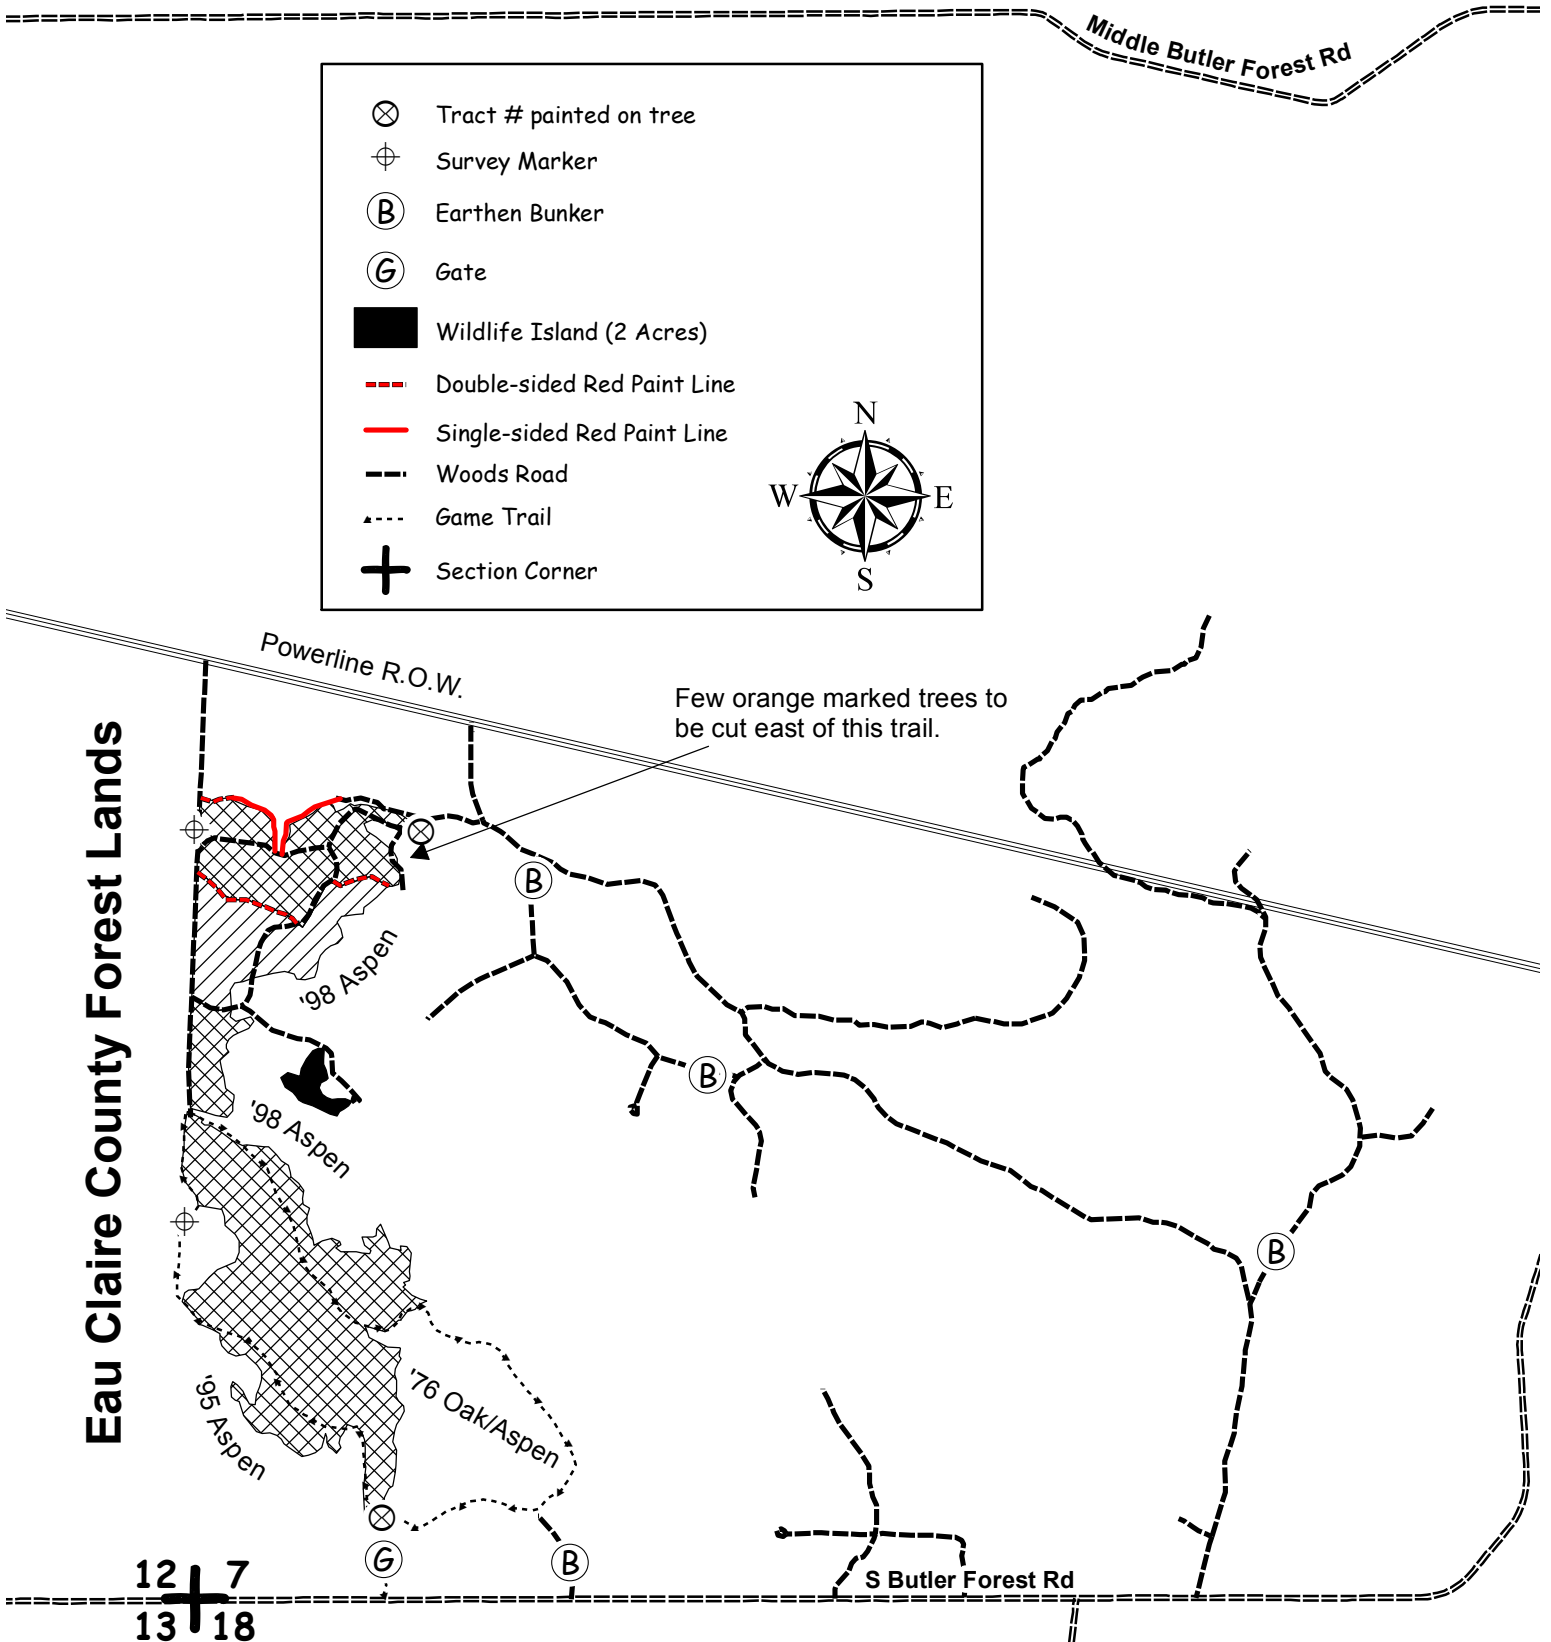 Middle Butler Forest Rd
Tract # painted on tree
Survey Marker
B Earthen Bunker
G Gate
Wildlife Island (2 Acres)
Double-sided Red Paint Line
Single-sided Red Paint Line
Woods Road
Game Trail
Section Corner
N
W E
S
Powerline R.O.W.
Few orange marked trees to
be cut east of this trail.
Eau Claire County Forest Lands
B
'98 Aspen
B
'98 Aspen
B
'76 Oak/Aspen
'95 Aspen
G
B
S Butler Forest Rd
12 7
13 18